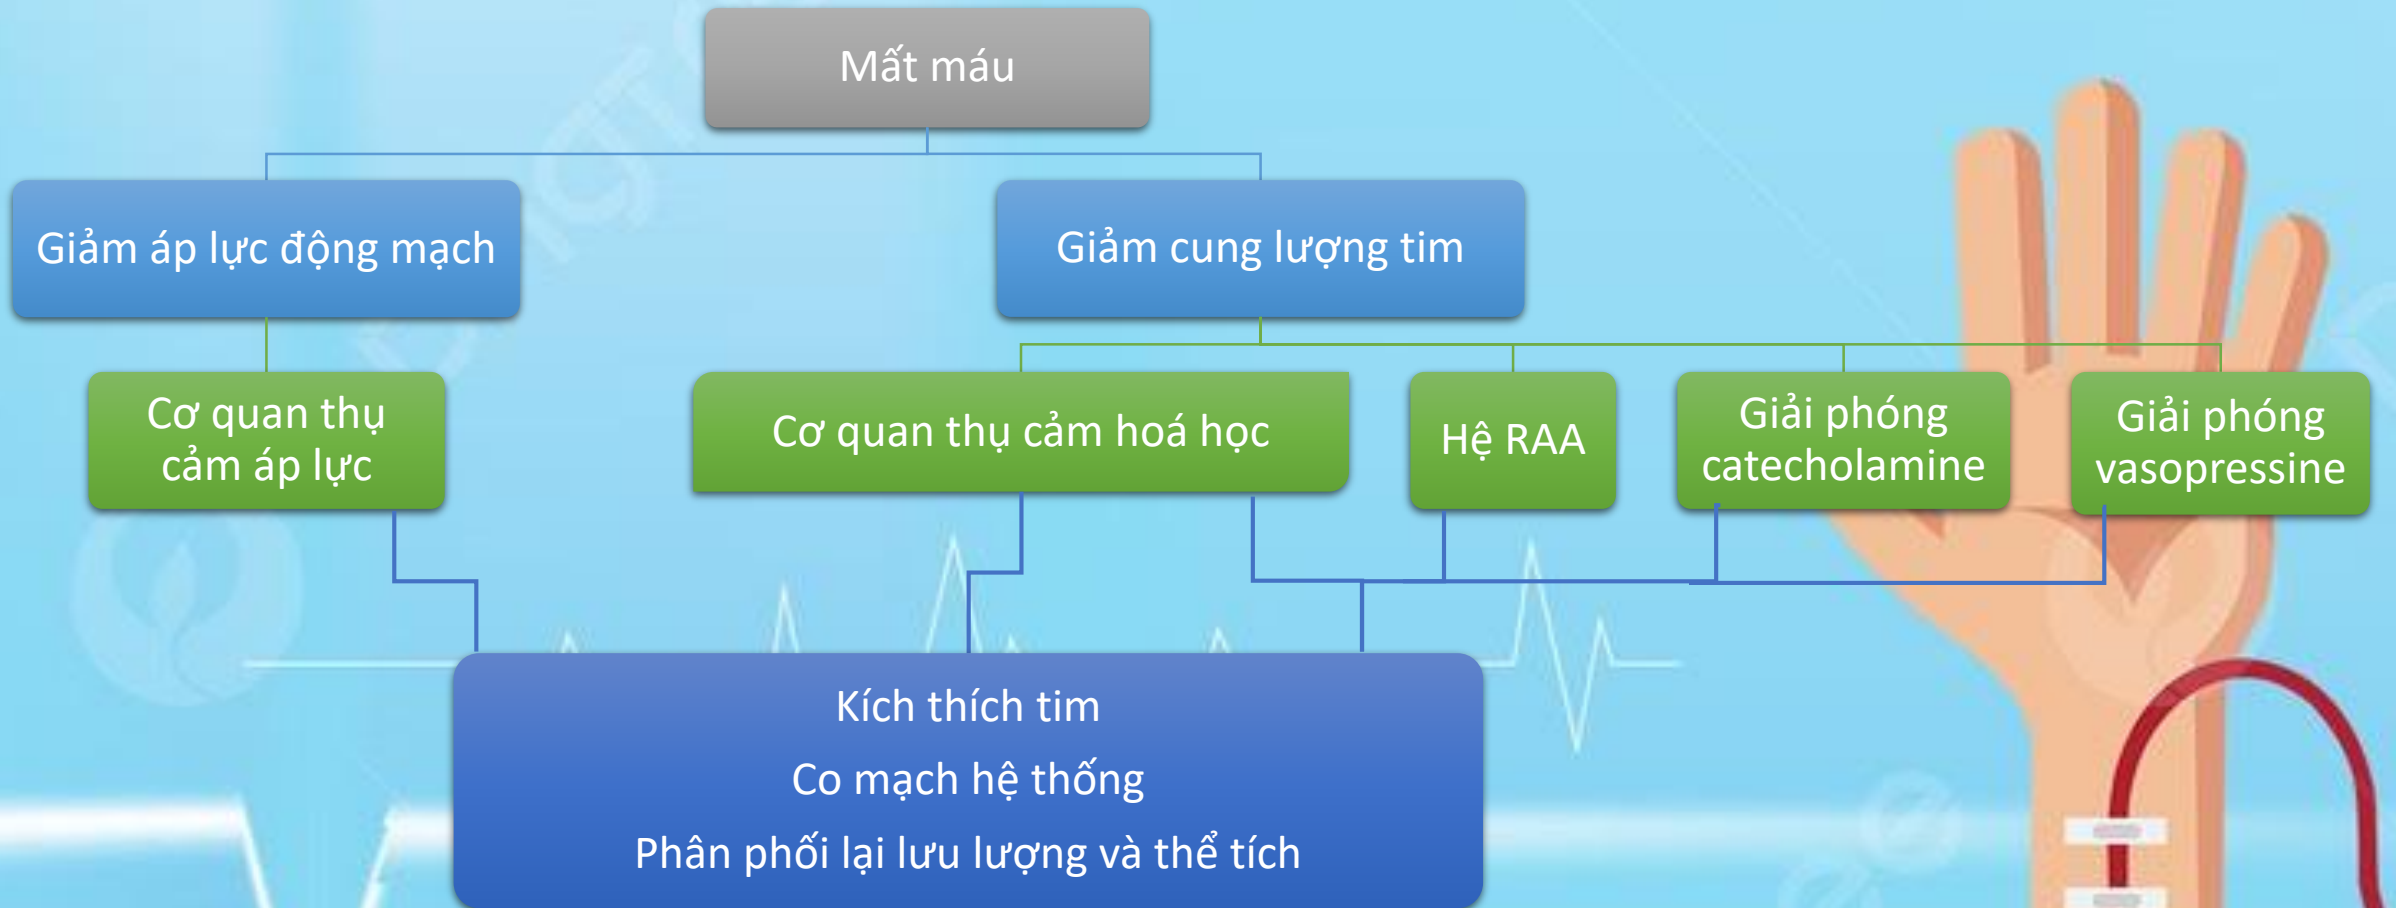 Mất máu
Giảm áp lực động mạch
Giảm cung lượng tim
Cơ quan thụ
cảm áp lực
Cơ quan thụ cảm hoá học
Hệ RAA
Giải phóng
catecholamine
Giải phóng
vasopressine
Kích thích tim
Co mạch hệ thống
Phân phối lại lưu lượng và thể tích